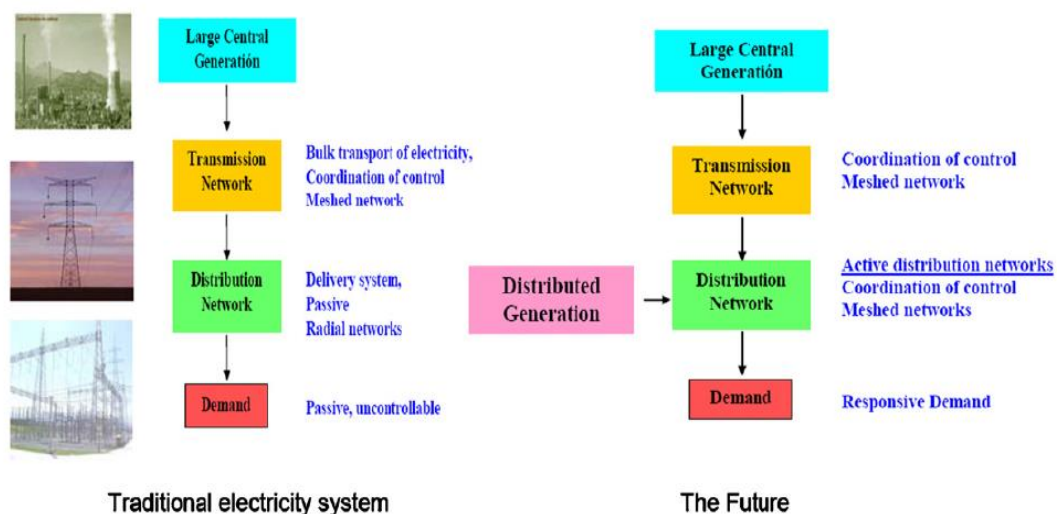 Large Central
Generatión
Transmission
Network
Bulk transport of electricity,
Coordination of control
Meshed network
Distribution
Network
Delivery system,
Passive
Radial networks
Demand
Passive, uncontrollable
Traditional electricity system
Large Central
Generatión
Transmission
Network
Coordination of control
Meshed network
Distributed
Generation
Distribution
Network
Active distribution networks
Coordination of control
Meshed networks
Demand
Responsive Demand
The Future